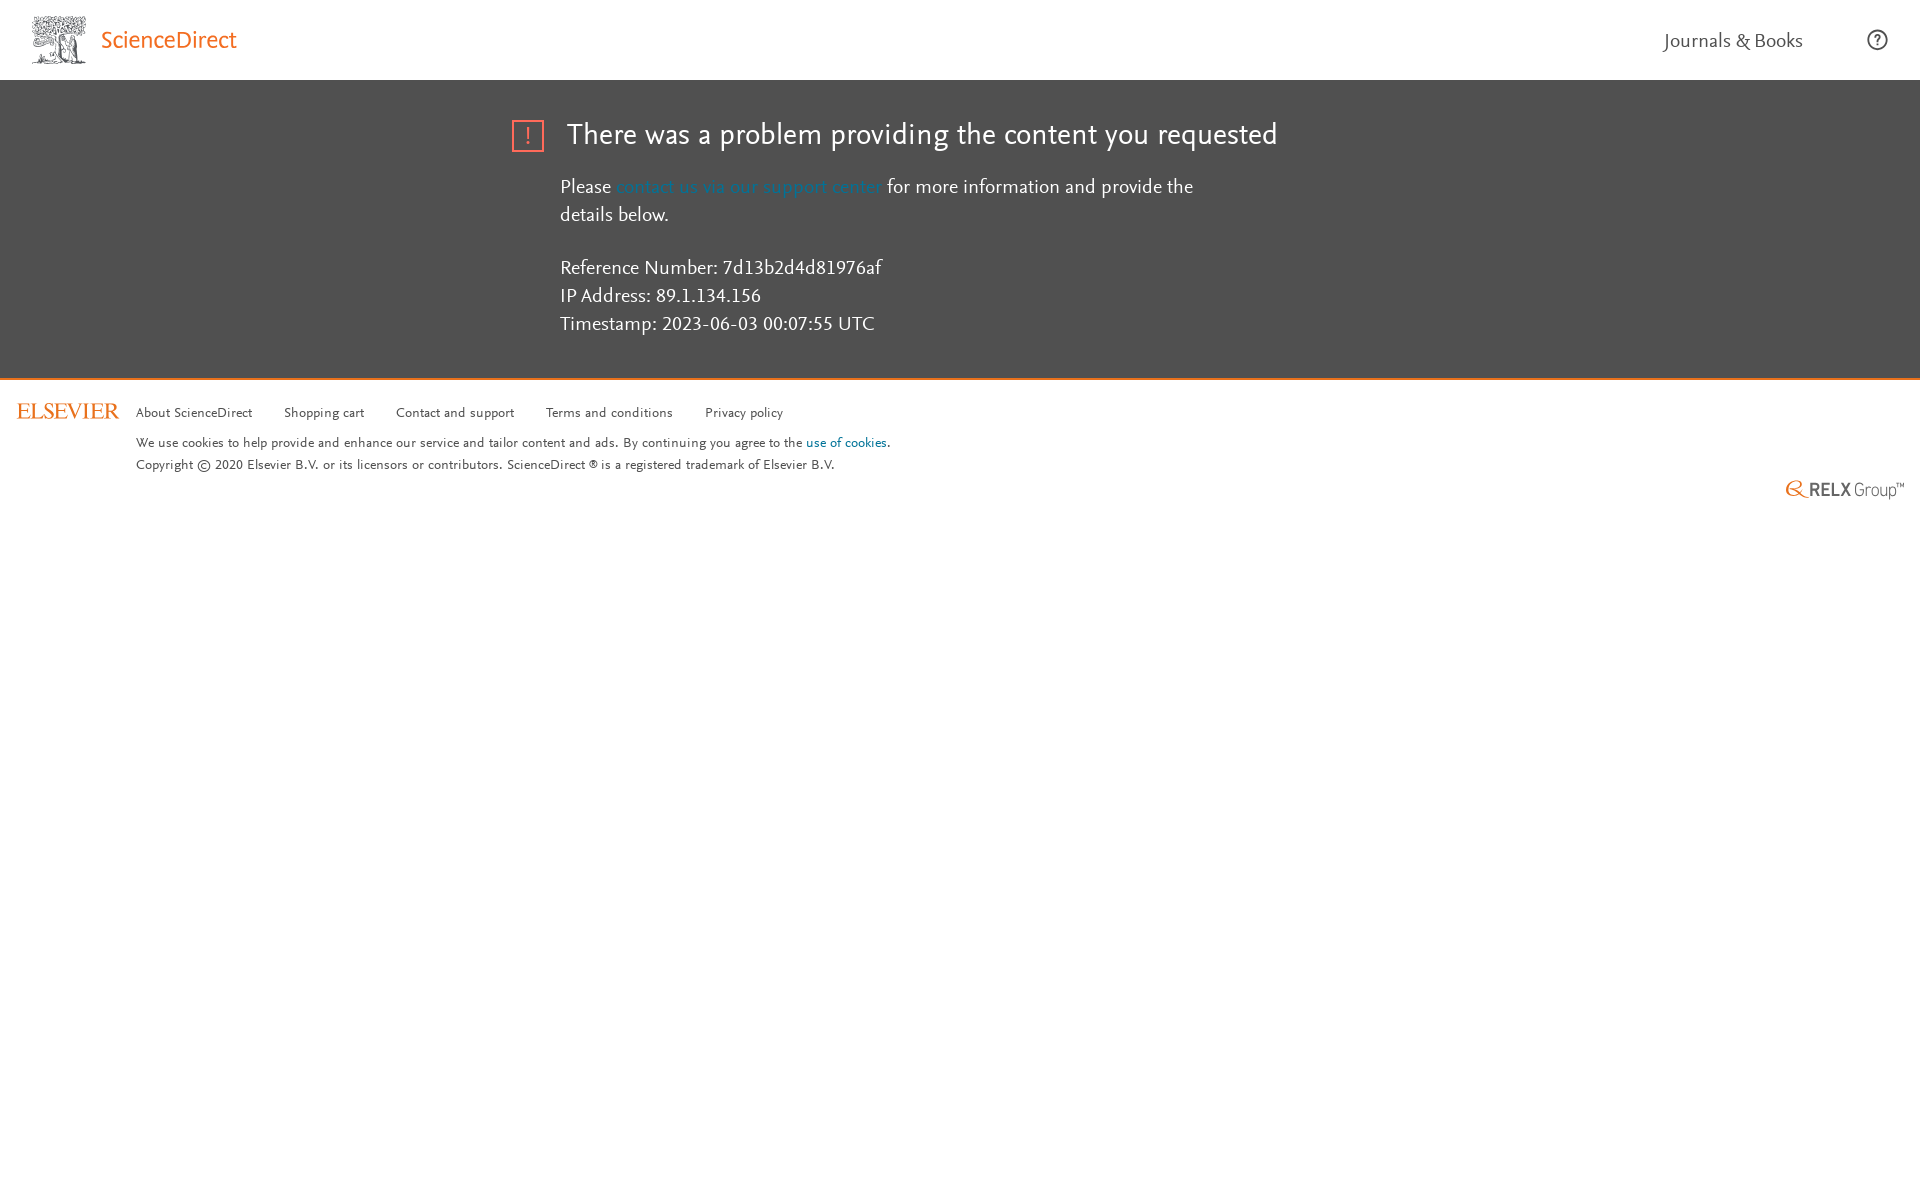 ScienceDirect
Journals & Books
?
!
There was a problem providing the content you requested
Please contact us via our support center for more information and provide the
details below.
Reference Number: 7d13b2d4d81976af
IP Address: 89.1.134.156
Timestamp: 2023-06-03 00:07:55 UTC
ELSEVIER
About ScienceDirect
Shopping cart
Contact and support
Terms and conditions
Privacy policy
We use cookies to help provide and enhance our service and tailor content and ads. By continuing you agree to the use of cookies.
Copyright © 2020 Elsevier B.V. or its licensors or contributors. ScienceDirect ® is a registered trademark of Elsevier B.V.
RELX Group™